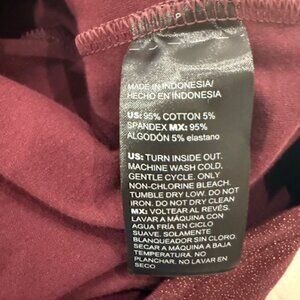 MADE IN INDONESIA/
HECHO EN INDONESIA
US: 95% COTTON 5%
SPANDEX MX: 95%
ALGODÓN 5% elastano
US: TURN INSIDE OUT.
MACHINE WASH COLD.
GENTLE CYCLE. ONLY
NON-CHLORINE BLEACH.
TUMBLE DRY LOW. DO NOT
IRON. DO NOT DRY CLEAN
MX: VOLTEAR AL REVÉS.
LAVAR A MÁQUINA CON
AGUA FRÍA EN CICLO
SUAVE. SOLAMENTE
BLANQUEADOR SIN CLORO.
SECAR A MÁQUINA A BAJA
TEMPERATURA. NO
PLANCHAR. NO LAVAR EN
SECO